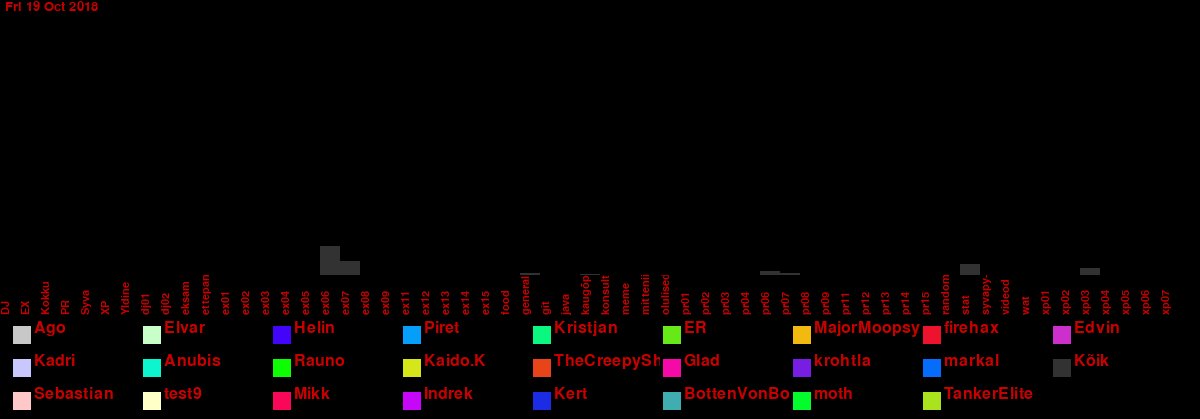 Fri 19 Oct 2018
DJ
EX
Kokku
PR
Syva
XP
Yldine
dj01
dj02
eksam
ettepan
ex01
ex02
ex03
ex04
ex05
ex06
ex07
ex08
ex09
ex11
ex12
ex13
ex14
ex15
food
general
git
java
kaugõp
konsult
meme
mittenii
olulised
pr01
pr02
pr03
pr04
pr06
pr07
pr08
pr09
pr11
pr12
pr13
pr14
pr15
random
stat
syvapy-
videod
wat
xp01
xp02
xp03
xp04
xp05
xp06
xp07
Ago Elvar Helin Piret Kristjan ER MajorMoopsy firehax Edvin
Kadri Anubis Rauno Kaido.K TheCreepySh Glad krohtla markal Kõik
Sebastian test9 Mikk Indrek Kert BottenVonBo moth TankerElite